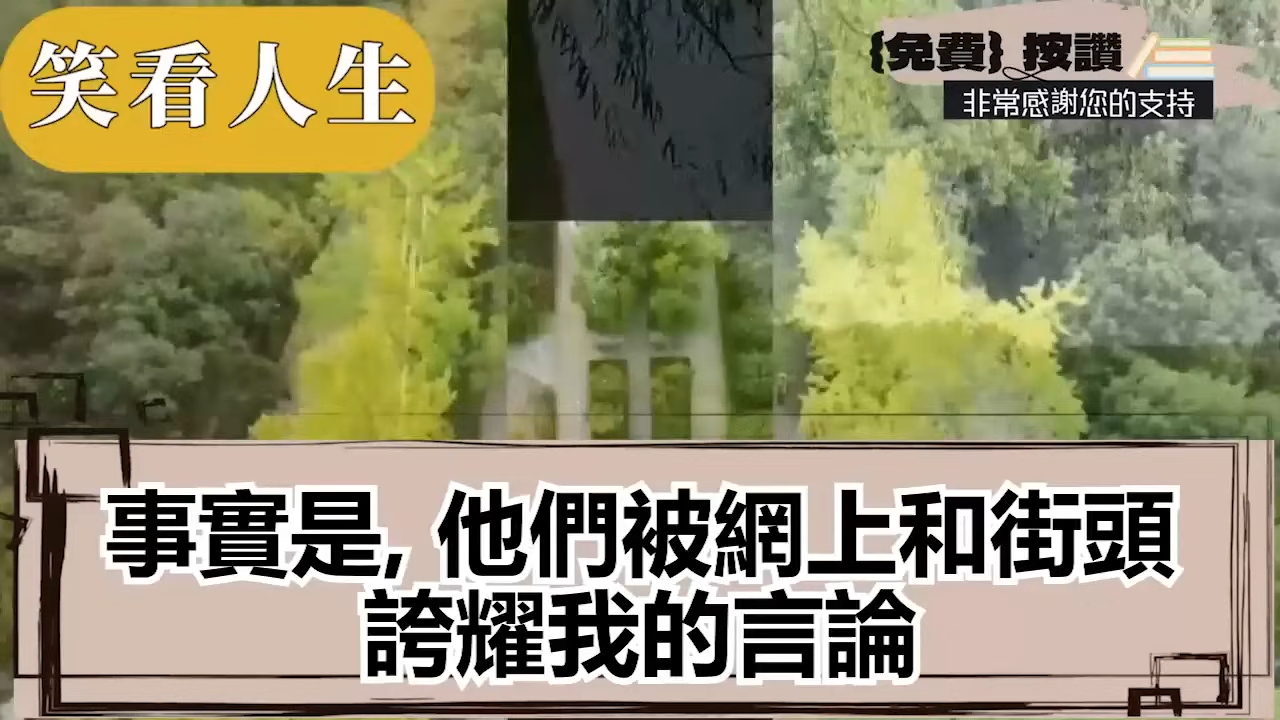 笑看人生
{免費} 按讚
非常感謝您的支持
事實是, 他們被網上和街頭
誇耀我的言論